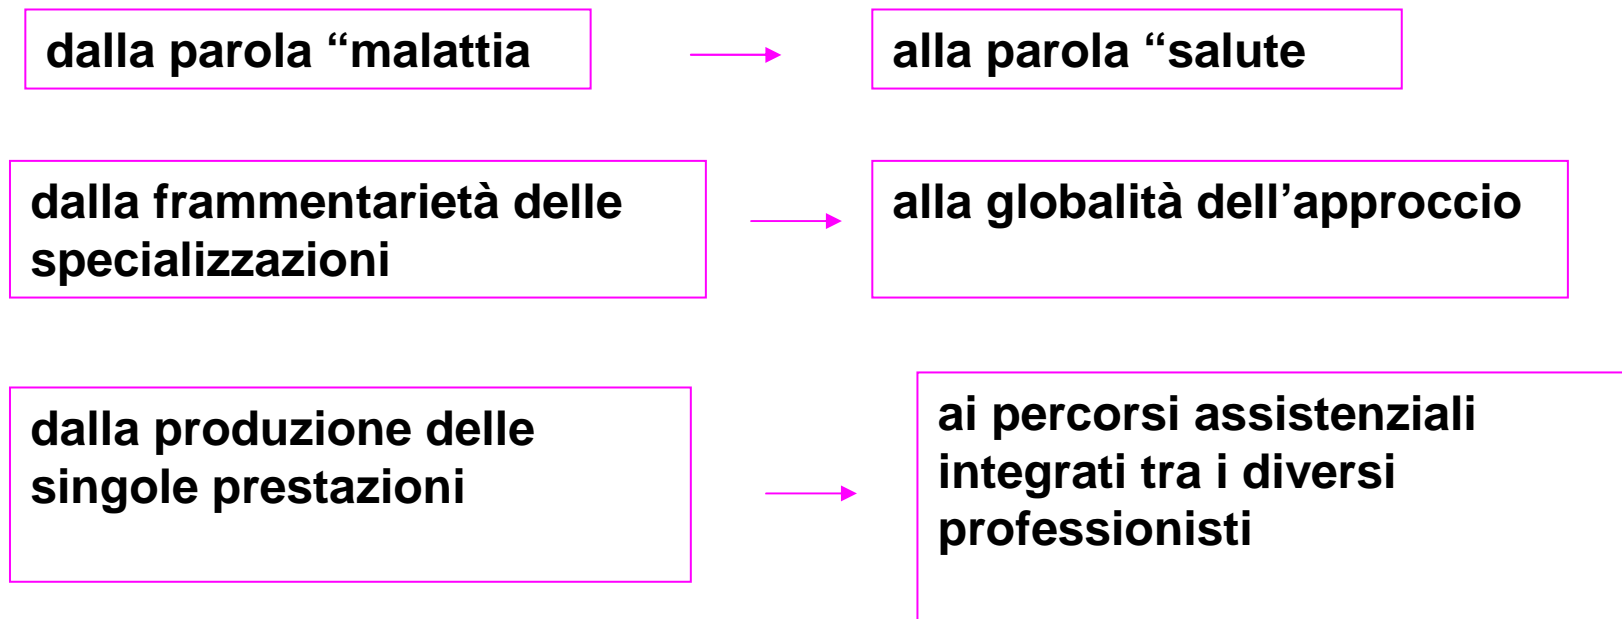 dalla parola “malattia
alla parola “salute
dalla frammentarietà delle
specializzazioni
alla globalità dell’approccio
dalla produzione delle
singole prestazioni
ai percorsi assistenziali
integrati tra i diversi
professionisti